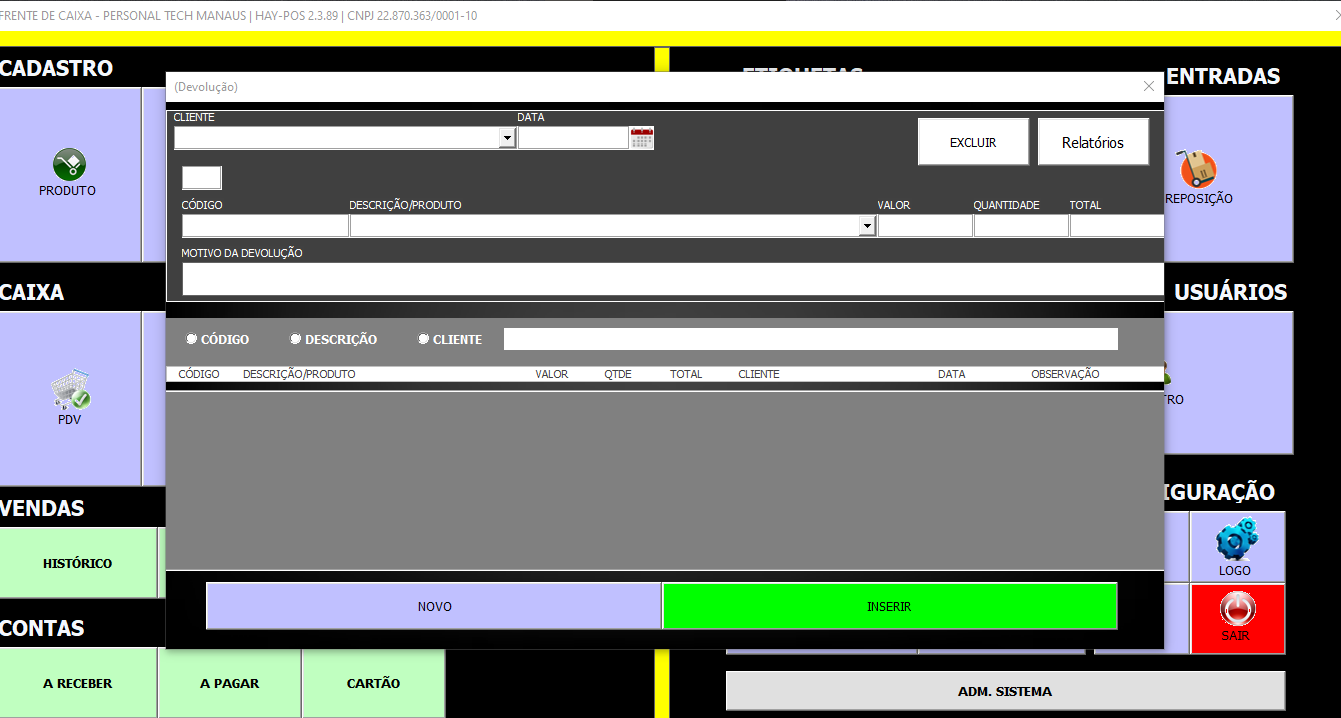 FRENTE DE CAIXA - PERSONAL TECH MANAUS | HAY-POS 2.3.89 | CNPJ 22.870.363/0001-10
CADASTRO
ETIQUETAS
ENTRADAS
(Devolução)
CLIENTE DATA
EXCLUIR Relatórios
PRODUTO
REPOSIÇÃO
CÓDIGO DESCRIÇÃO/PRODUTO VALOR QUANTIDADE TOTAL
MOTIVO DA DEVOLUÇÃO
CAIXA
USUÁRIOS
CÓDIGO DESCRIÇÃO CLIENTE
CÓDIGO DESCRIÇÃO/PRODUTO VALOR QTDE TOTAL CLIENTE DATA OBSERVAÇÃO
TRO
PDV
IGURAÇÃO
VENDAS
HISTÓRICO
LOGO
NOVO INSERIR
CONTAS
SAIR
A RECEBER A PAGAR CARTÃO
ADM. SISTEMA